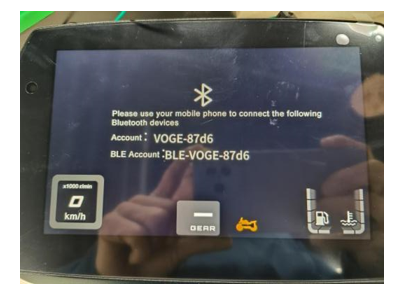 Please use your mobile phone to connect the following
Bluetooth devices
Account: VOGE-87d6
BLE Account:BLE-VOGE-87d6
x1000 r/min
0
km/h
GEAR